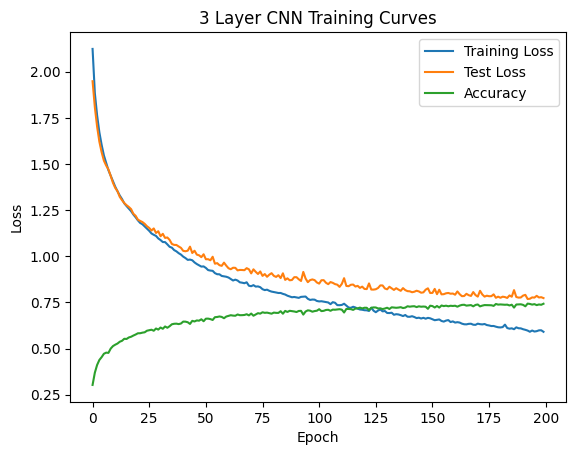 3 Layer CNN Training Curves
Training Loss
Test Loss
Accuracy
Loss
2.00
1.75
1.50
1.25
1.00
0.75
0.50
0.25
0 25 50 75 100 125 150 175 200
Epoch